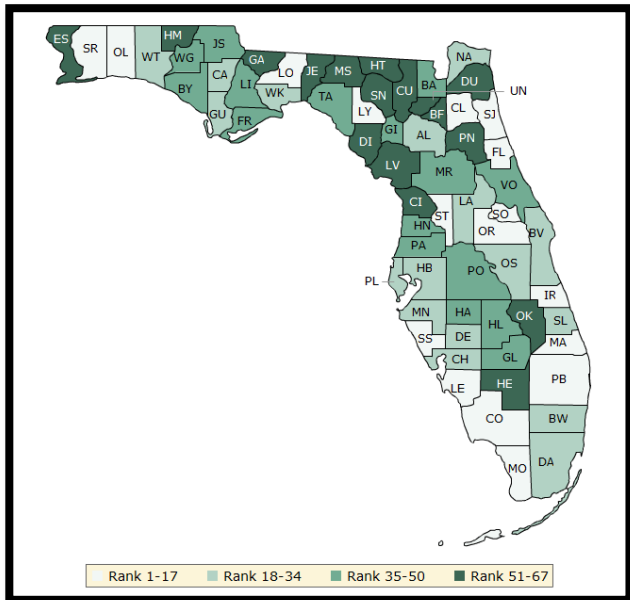 ES
SR
OL
WT
HM
WG
JS
BY
CA
GU
LI
FR
GA
LO
WK
JE
MS
TA
HT
SN
LY
CU
BA
NA
DU
UN
BF
CL
SJ
DI
GI
AL
PN
FL
LV
MR
VO
CI
ST
LA
SO
OR
BV
HN
PA
HB
PL
PO
OS
IR
MN
HA
HL
OK
SL
SS
DE
MA
CH
GL
LE
HE
PB
CO
BW
MO
DA
Rank 1-17 Rank 18-34 Rank 35-50 Rank 51-67